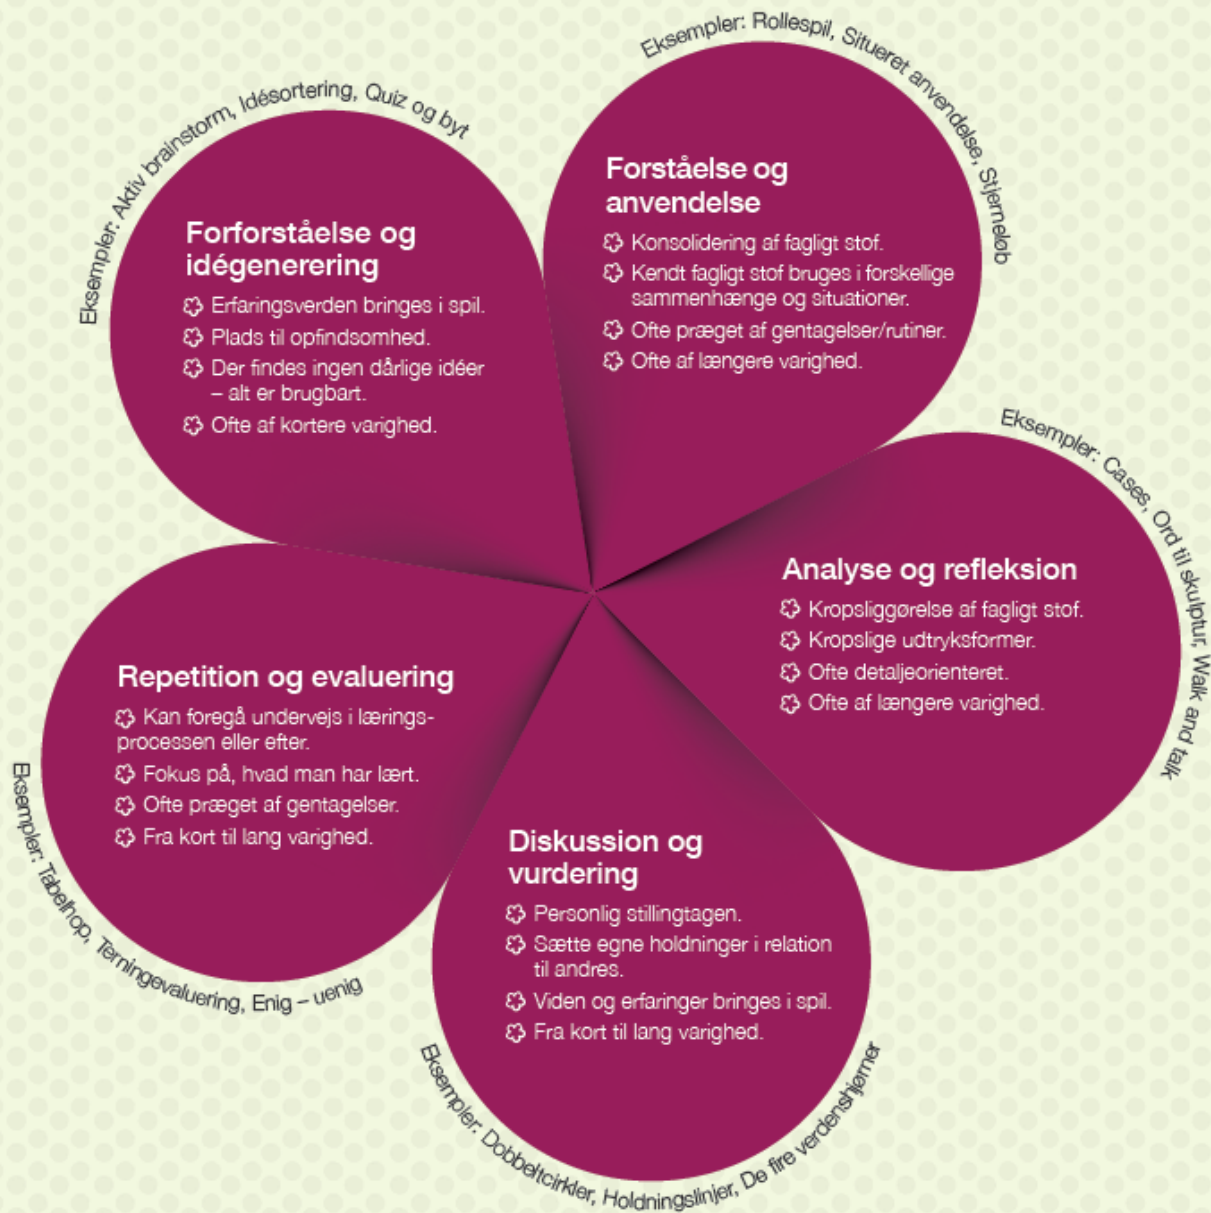 Eksempler: Aktiv brainstorm, Idésortering, Quiz og byt
Forforståelse og
idégenerering
Erfaringsverden bringes i spil.
Plads til opfindsomhed.
Der findes ingen dårlige idéer
– alt er brugbart.
Ofte af kortere varighed.
Eksempler: Rollespil, Situeret anvendelse, Stjerneløb
Forståelse og
anvendelse
Konsolidering af fagligt stof.
Kendt fagligt stof bruges i forskellige
sammenhænge og situationer.
Ofte præget af gentagelser/rutiner.
Ofte af længere varighed.
Eksempler: Cases, Ord til skulptur, Walk and talk
Analyse og refleksion
Kropsliggørelse af fagligt stof.
Kropslige udtryksformer.
Ofte detaljeorienteret.
Ofte af længere varighed.
Diskussion og
vurdering
Personlig stillingtagen.
Sætte egne holdninger i relation
til andres.
Viden og erfaringer bringes i spil.
Fra kort til lang varighed.
Eksempler: Dobbeltcirkler, Holdningslinjer, De fire verdenshjørner
Repetition og evaluering
Kan foregå undervejs i lærings-
processen eller efter.
Fokus på, hvad man har lært.
Ofte præget af gentagelser.
Fra kort til lang varighed.
Eksempler: Tabelhop, Terningevaluering, Enig – uenig